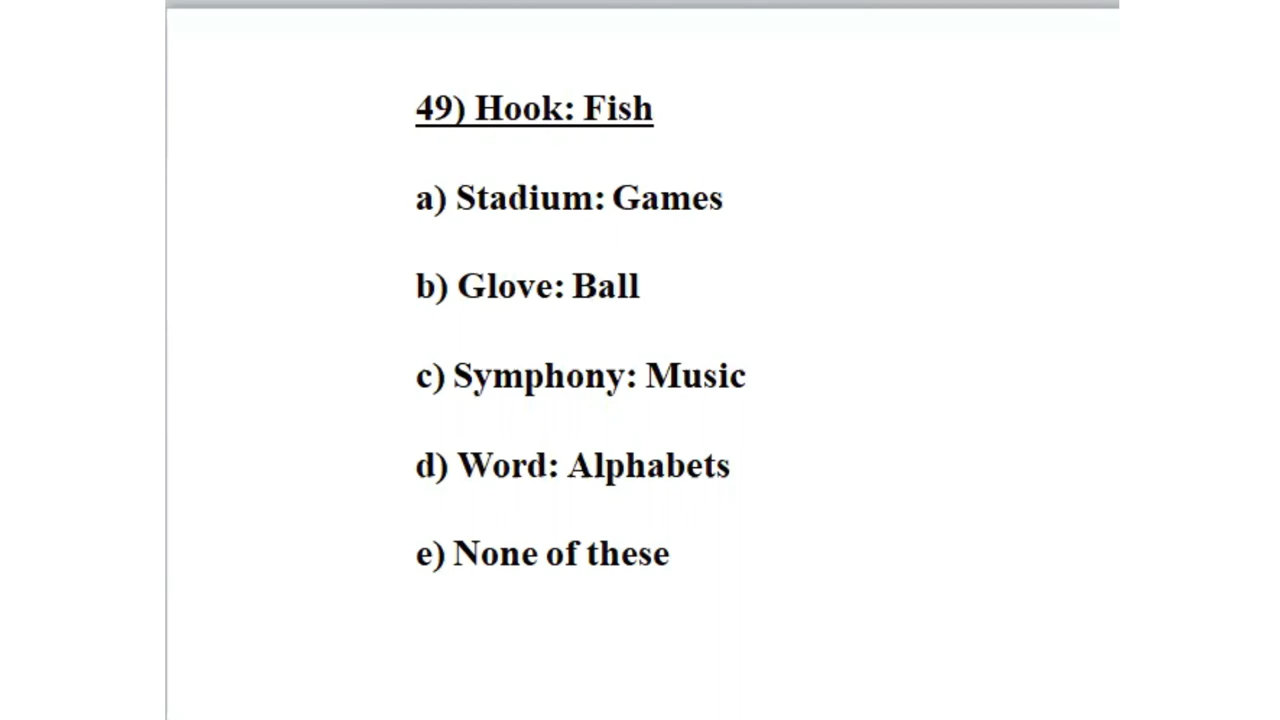 49) Hook: Fish
a) Stadium: Games
b) Glove: Ball
c) Symphony: Music
d) Word: Alphabets
e) None of these